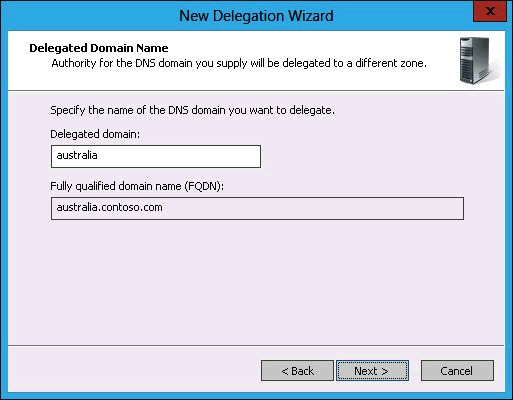 New Delegation Wizard
X
Delegated Domain Name
Authority for the DNS domain you supply will be delegated to a different zone.
Specify the name of the DNS domain you want to delegate.
Delegated domain:
australia
Fully qualified domain name (FQDN):
australia.contoso.com
< Back Next > Cancel